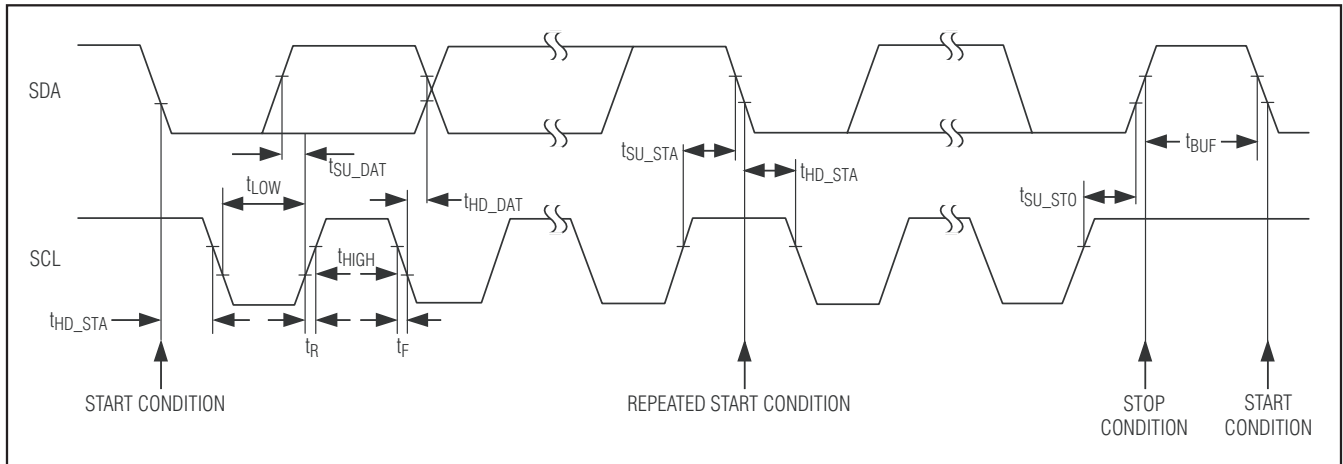 SDA
tSU_STA
tBUF
tSU_DAT
tHD_STA
tLOW
tHD_DAT
tSU_STO
SCL
tHIGH
tHD_STA
tR
tF
START CONDITION
REPEATED START CONDITION
STOP
CONDITION
START
CONDITION